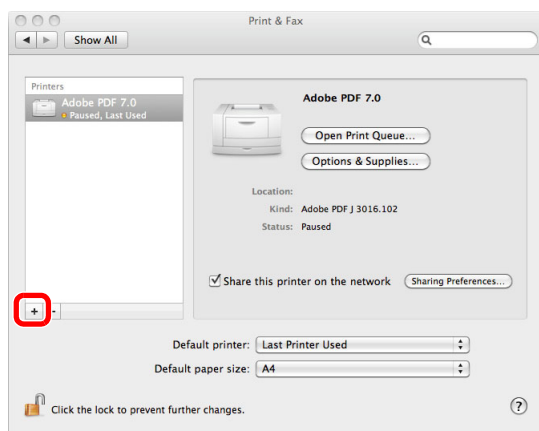 Print & Fax
Show All
Printers
Adobe PDF 7.0
Paused, Last Used
Adobe PDF 7.0
Open Print Queue...
Options & Supplies...
Location:
Kind: Adobe PDF J 3016.102
Status: Paused
Share this printer on the network Sharing Preferences...
+ -
Default printer: Last Printer Used
Default paper size: A4
Click the lock to prevent further changes. ?